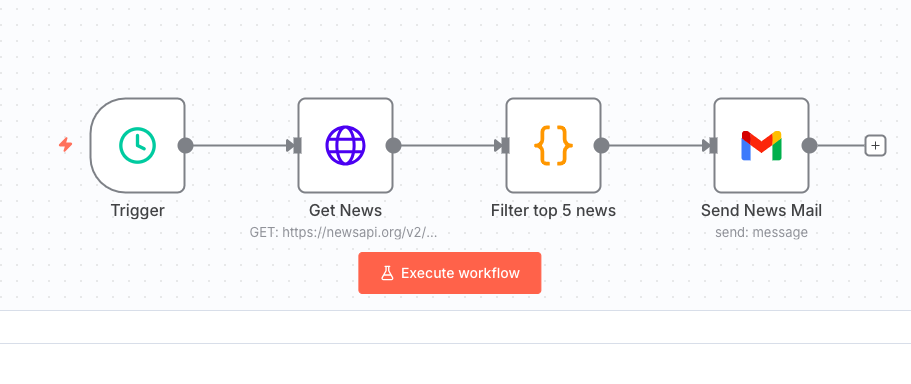 Trigger
Get News
GET: https://newsapi.org/v2/...
Filter top 5 news
Send News Mail
send: message
Execute workflow